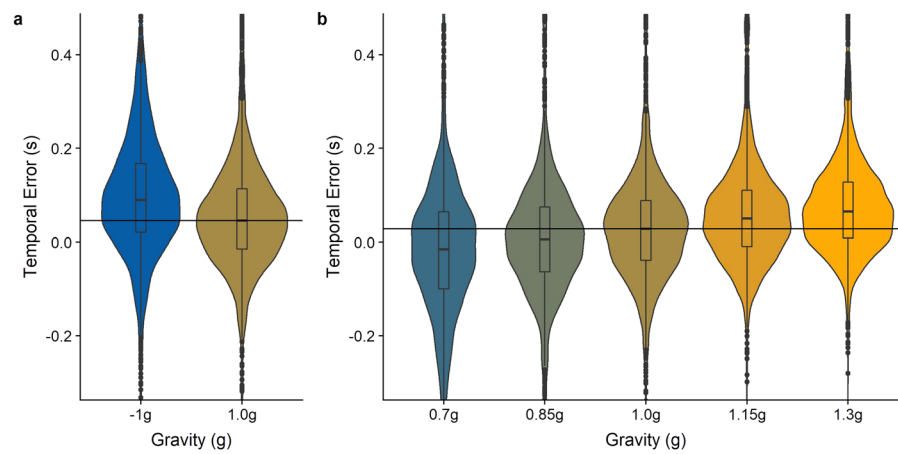 a
Temporal Error (s)
0.4
0.2
0.0
-0.2
-1g 1.0g
Gravity (g)
b
Temporal Error (s)
0.4
0.2
0.0
-0.2
0.7g 0.85g 1.0g 1.15g 1.3g
Gravity (g)